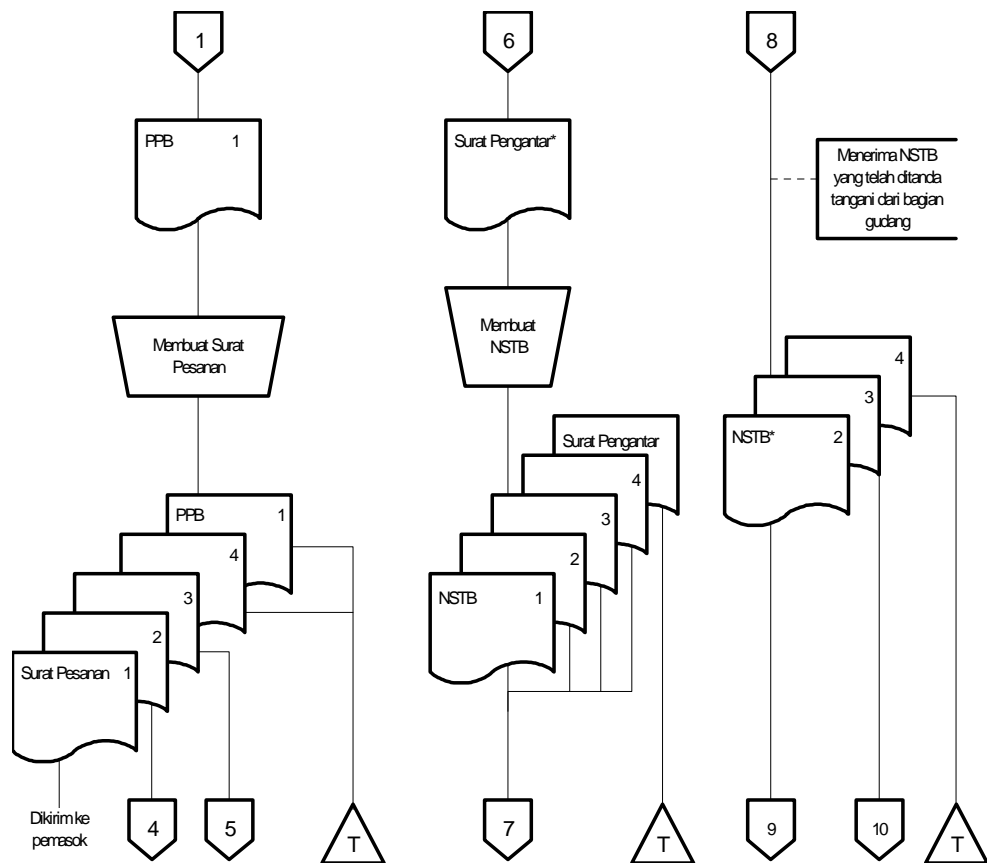 1
PPB 1
Membuat Surat
Pesanan
PPB 1
4
3
2
Surat Pesanan 1
Dikirim ke
pemasok
4
5
T
6
Surat Pengantar*
Membuat
NSTB
Surat Pengantar
4
3
2
NSTB 1
7
T
8
Menerima NSTB
yang telah ditanda
tangani dari bagian
gudang
4
3
NSTB* 2
9
10
T